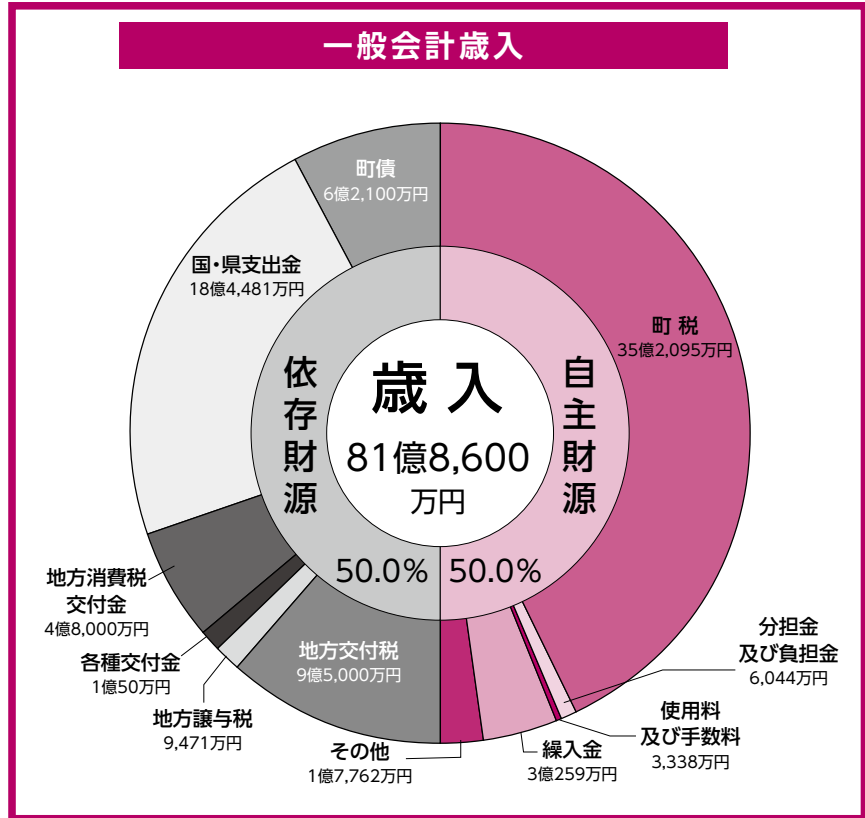 一般会計歳入
町債
6億2,100万円
国・県支出金
18億4,481万円
町税
35億2,095万円
依存財源
歳入
81億8,600
万円
自主財源
50.0%
50.0%
地方消費税
交付金
4億8,000万円
各種交付金
1億50万円
地方譲与税
9,471万円
地方交付税
9億5,000万円
その他
1億7,762万円
繰入金
3億259万円
使用料
及び手数料
3,338万円
分担金
及び負担金
6,044万円